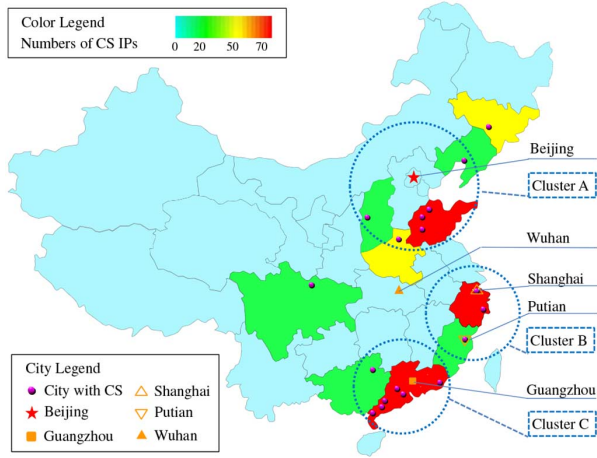 Color Legend
Numbers of CS IPs
0 20 50 70
Beijing
Cluster A
Wuhan
Shanghai
Putian
Cluster B
Guangzhou
Cluster C
City Legend
City with CS
Shanghai
Beijing
Putian
Guangzhou
Wuhan